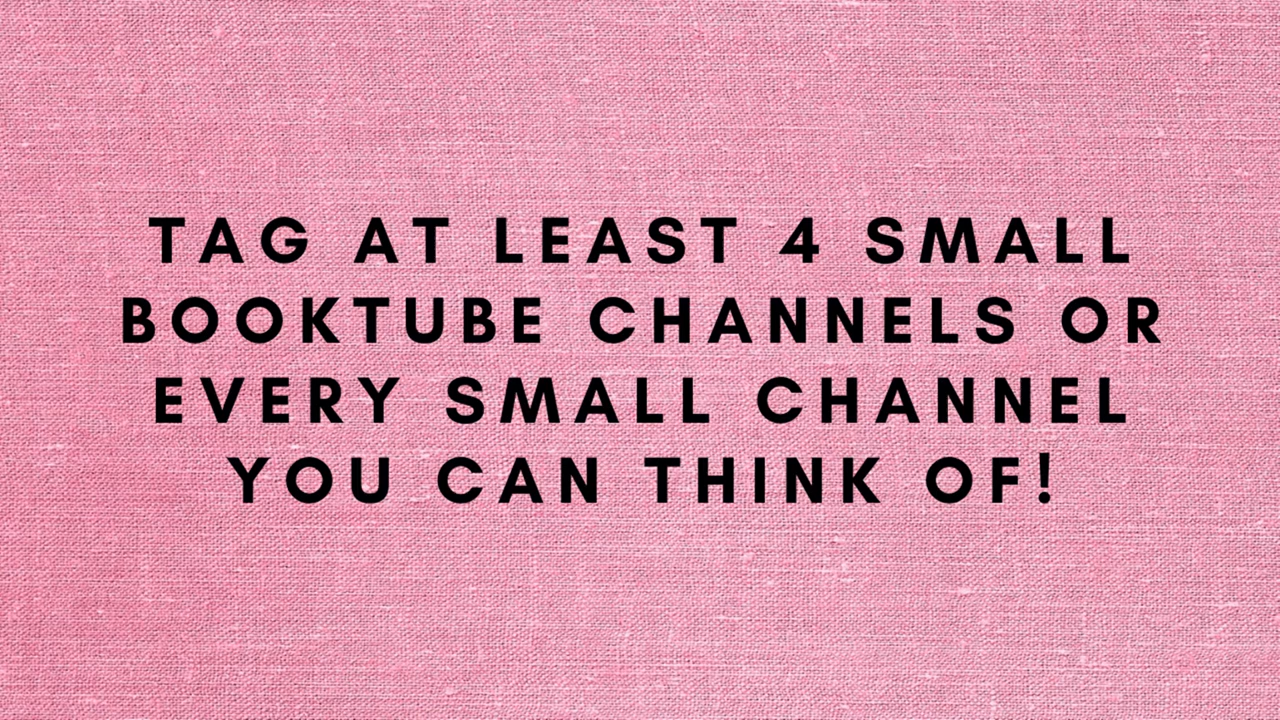 TAG AT LEAST 4 SMALL
BOOKTUBE CHANNELS OR
EVERY SMALL CHANNEL
YOU CAN THINK OF!